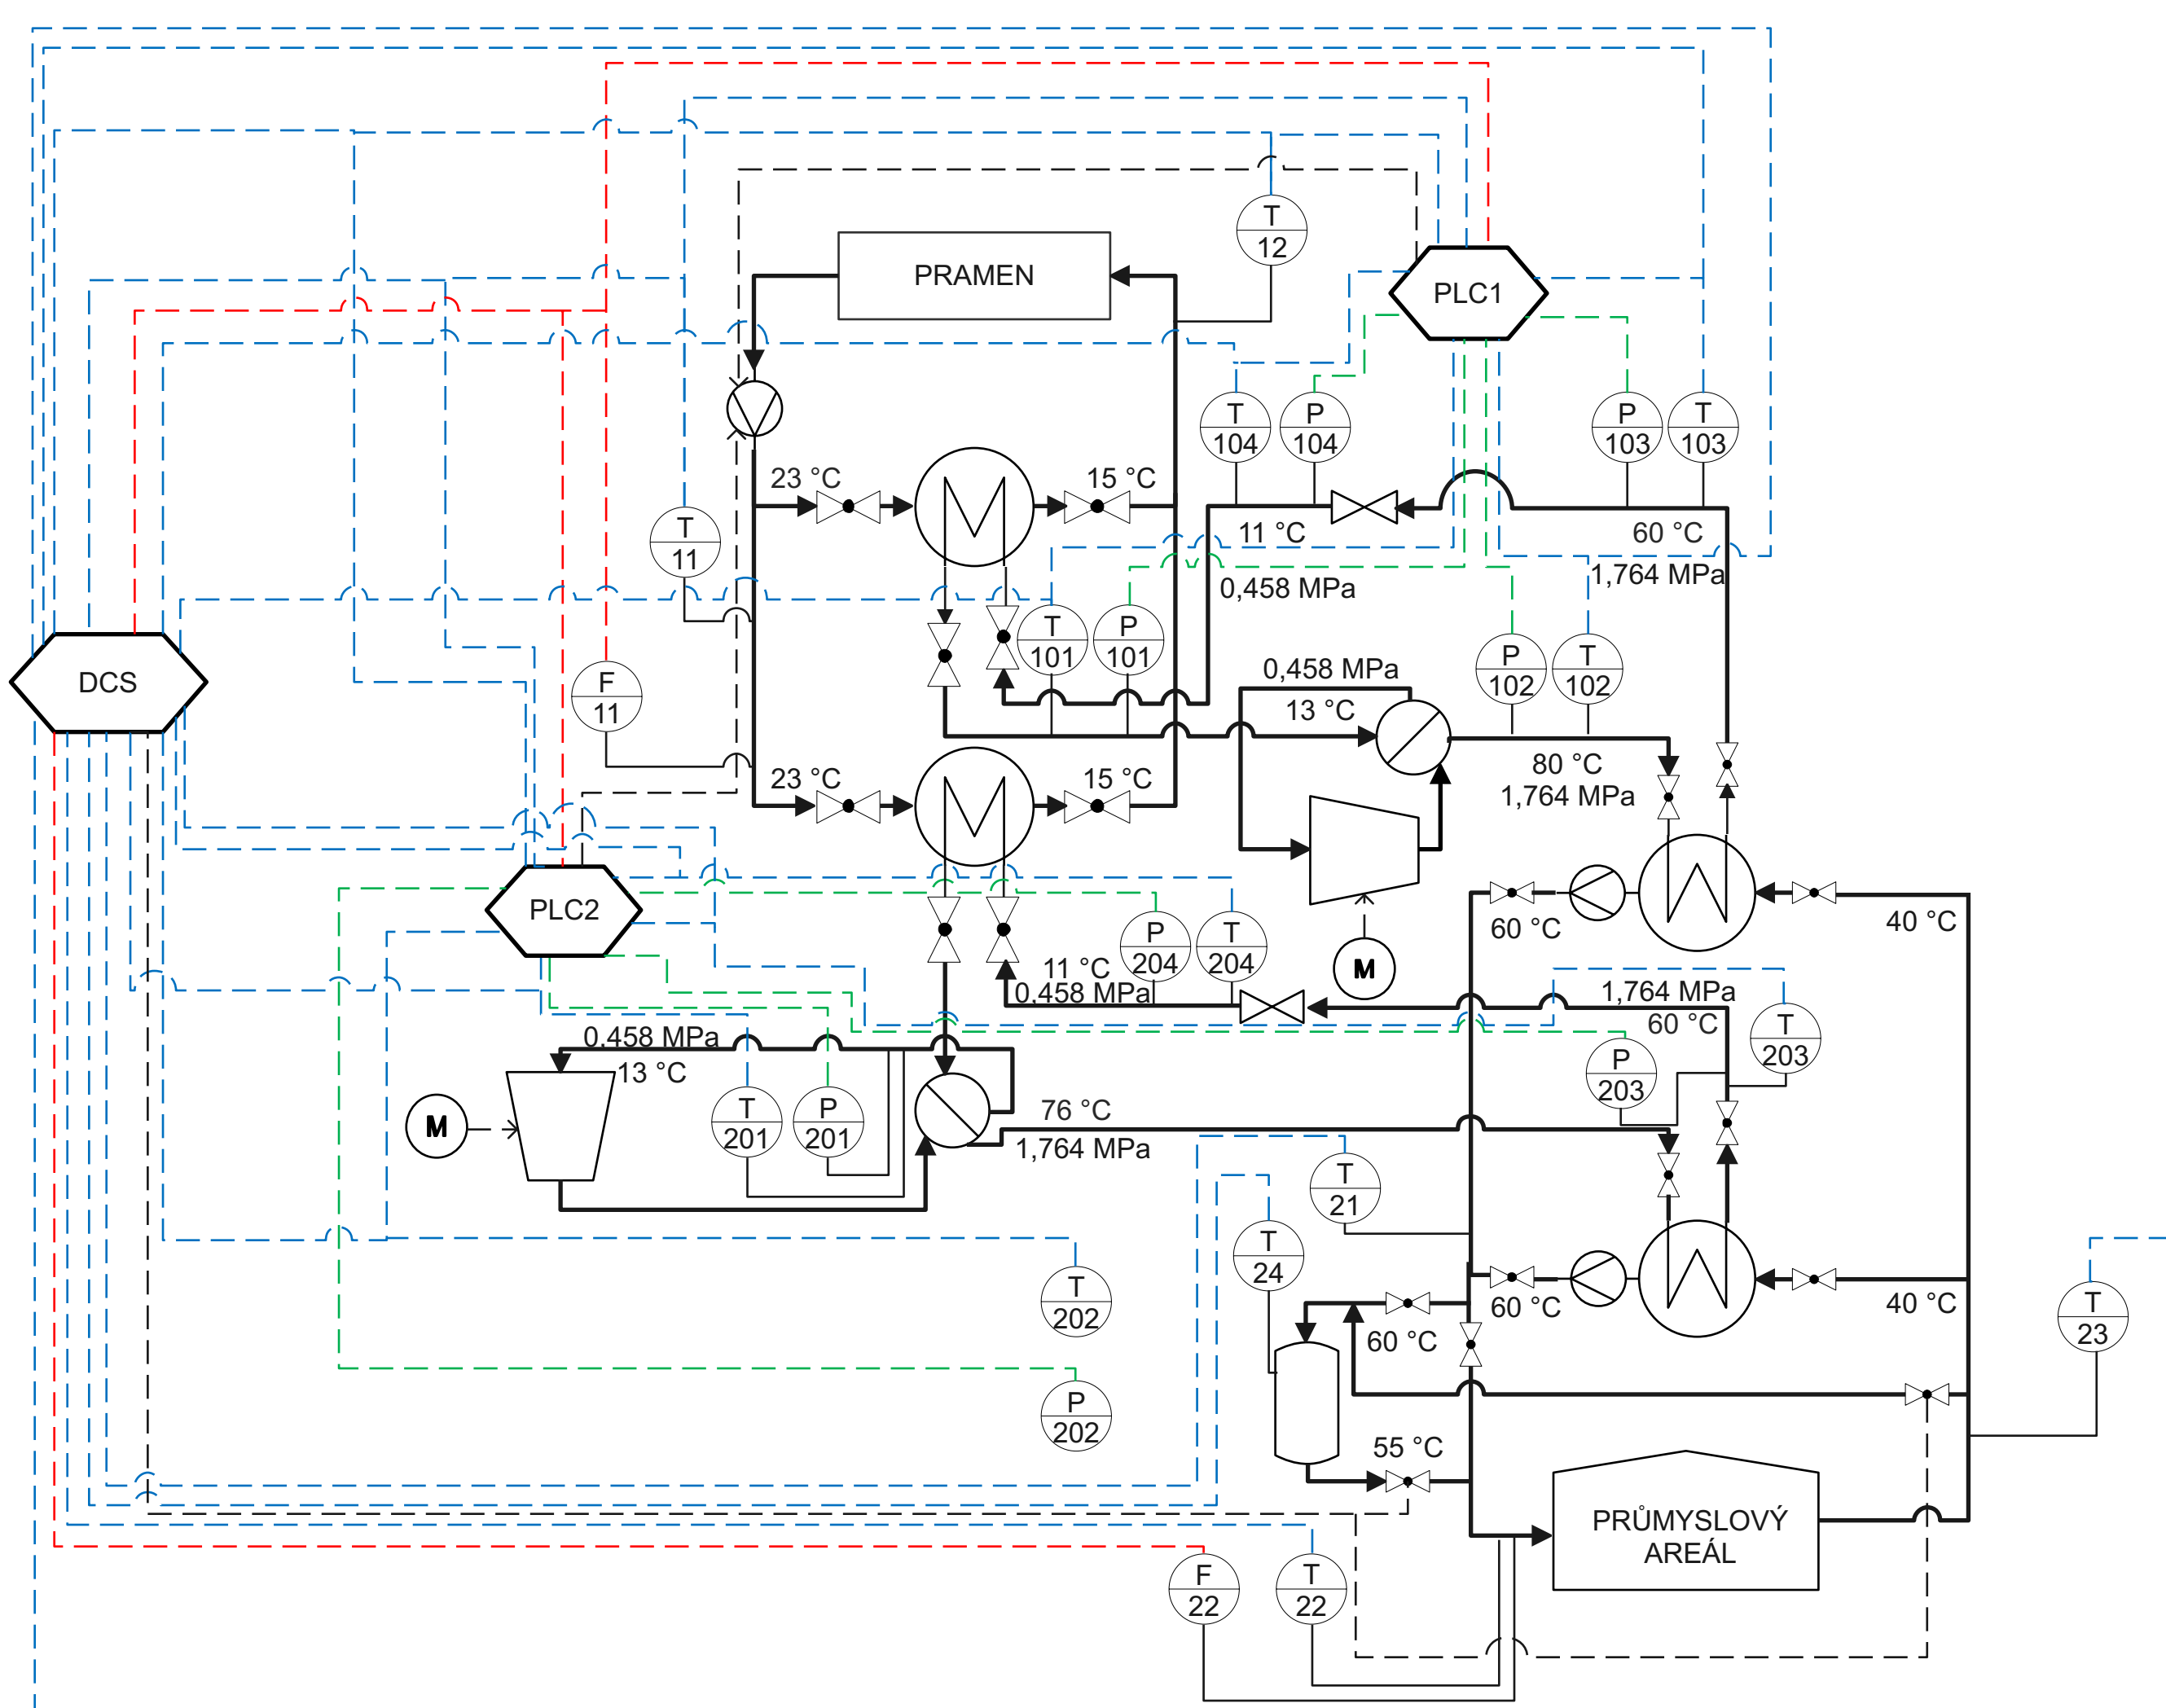 T
12
PRAMEN
PLC1
T
104
P
104
P
103
T
103
23 °C
15 °C
T
11
11 °C
60 °C
0,458 MPa
1,764 MPa
T
101
P
101
P
102
T
102
DCS
F
11
0,458 MPa
13 °C
23 °C
15 °C
80 °C
1,764 MPa
PLC2
60 °C
40 °C
P
204
T
204
M
11 °C
0,458 MPa
1,764 MPa
60 °C
T
203
P
203
0,458 MPa
13 °C
M
T
201
P
201
76 °C
1,764 MPa
T
21
T
24
T
202
60 °C
40 °C
T
23
60 °C
P
202
55 °C
PRŮMYSLOVÝ
AREÁL
F
22
T
22